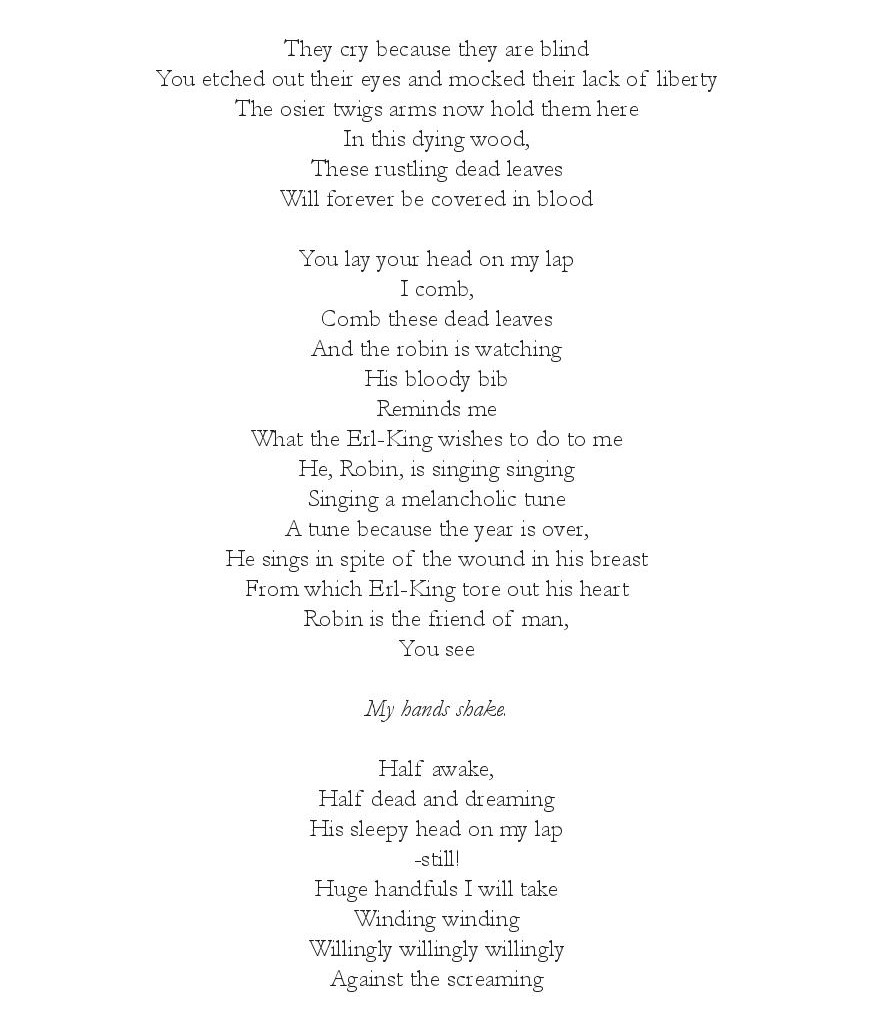 They cry because they are blind
You etched out their eyes and mocked their lack of liberty
The osier twigs arms now hold them here
In this dying wood,
These rustling dead leaves
Will forever be covered in blood
You lay your head on my lap
I comb,
Comb these dead leaves
And the robin is watching
His bloody bib
Reminds me
What the Erl-King wishes to do to me
He, Robin, is singing singing
Singing a melancholic tune
A tune because the year is over,
He sings in spite of the wound in his breast
From which Erl-King tore out his heart
Robin is the friend of man,
You see
My hands shake.
Half awake,
Half dead and dreaming
His sleepy head on my lap
-still!
Huge handfuls I will take
Winding winding
Willingly willingly willingly
Against the screaming